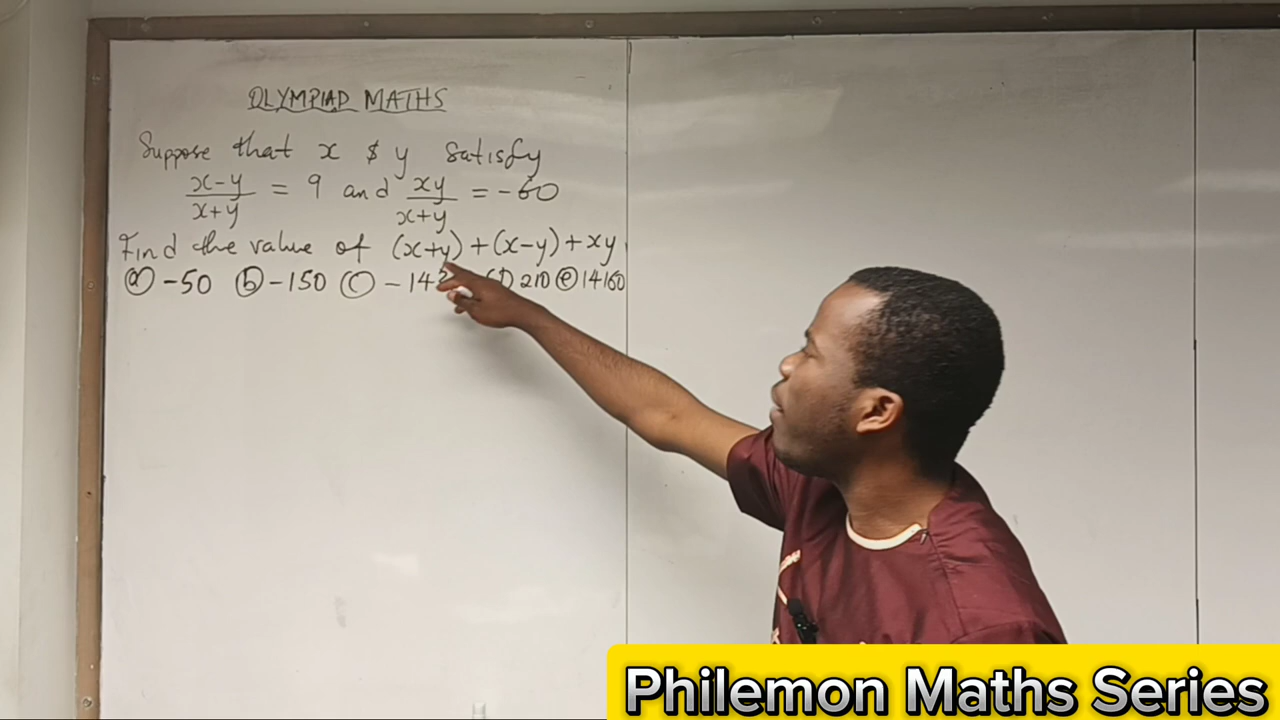 OLYMPIAD MATHS
Suppose that x & y satisfy
x-y/x+y = 9 and xy/x+y = -60
Find the value of (x+y)+(x-y)+xy
(a) -50 (b) -150 (c) 210 (e) 14160
Philemon Maths Series